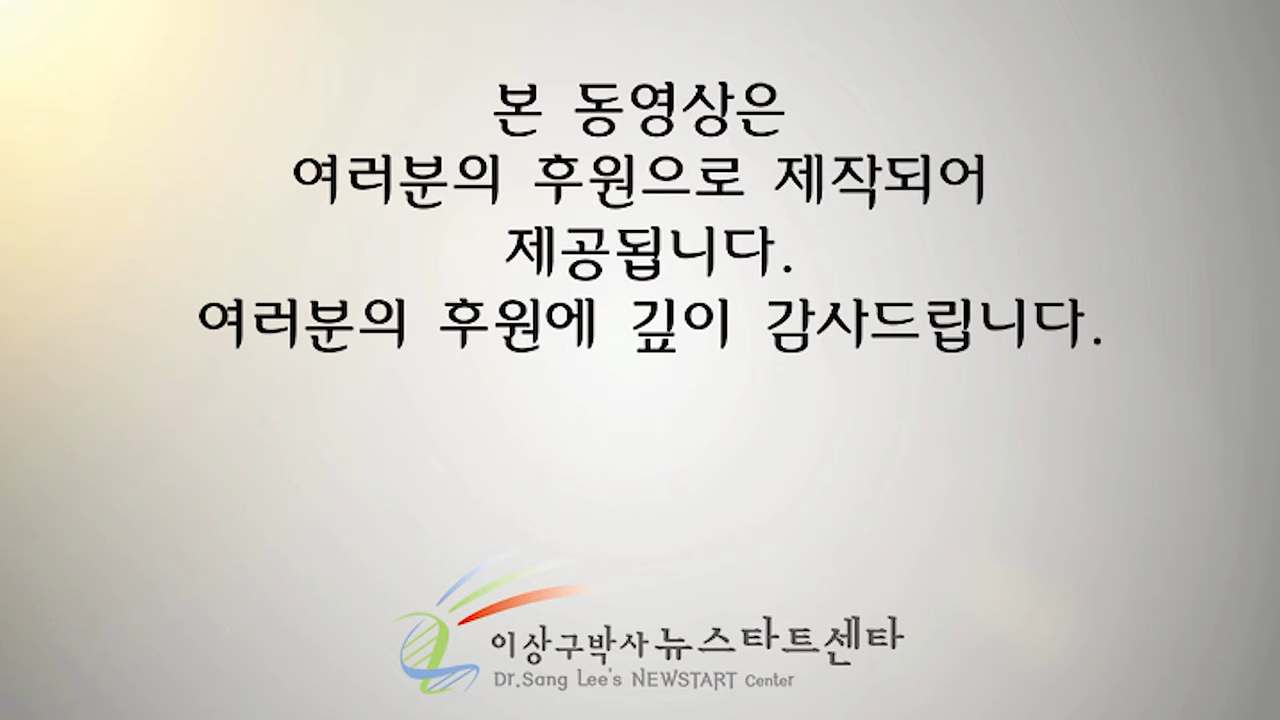 본 동영상은
여러분의 후원으로 제작되어
제공됩니다.
여러분의 후원에 깊이 감사드립니다.
이상구박사 뉴스타트센타
Dr.Sang Lee's NEWSTART Center